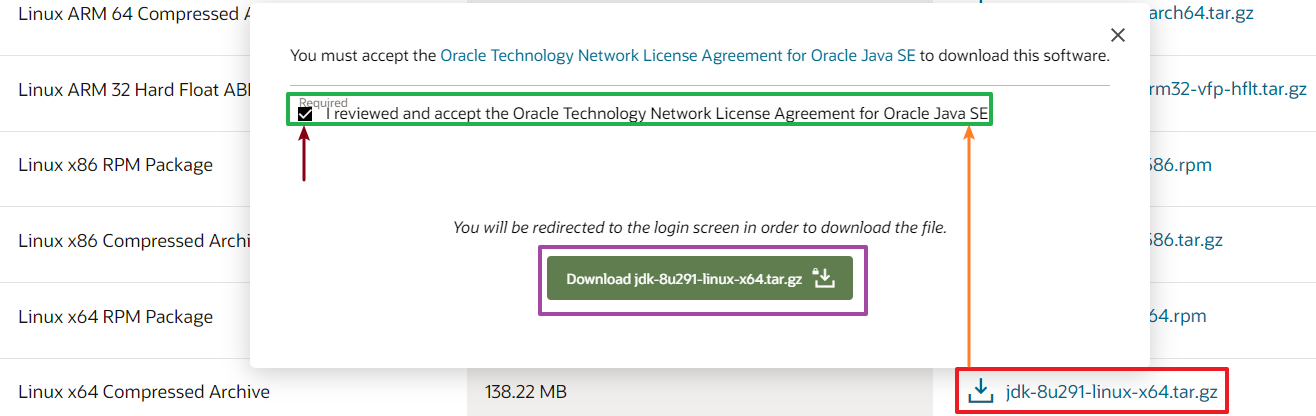 Linux ARM 64 Compressed A
arch64.tar.gz
You must accept the Oracle Technology Network License Agreement for Oracle Java SE to download this software.
Linux ARM 32 Hard Float ABI
rm32-vfp-hflt.tar.gz
Required
I reviewed and accept the Oracle Technology Network License Agreement for Oracle Java SE
Linux x86 RPM Package
586.rpm
You will be redirected to the login screen in order to download the file.
Linux x86 Compressed Archi
586.tar.gz
Download jdk-8u291-linux-x64.tar.gz
Linux x64 RPM Package
64.rpm
Linux x64 Compressed Archive
138.22 MB
jdk-8u291-linux-x64.tar.gz